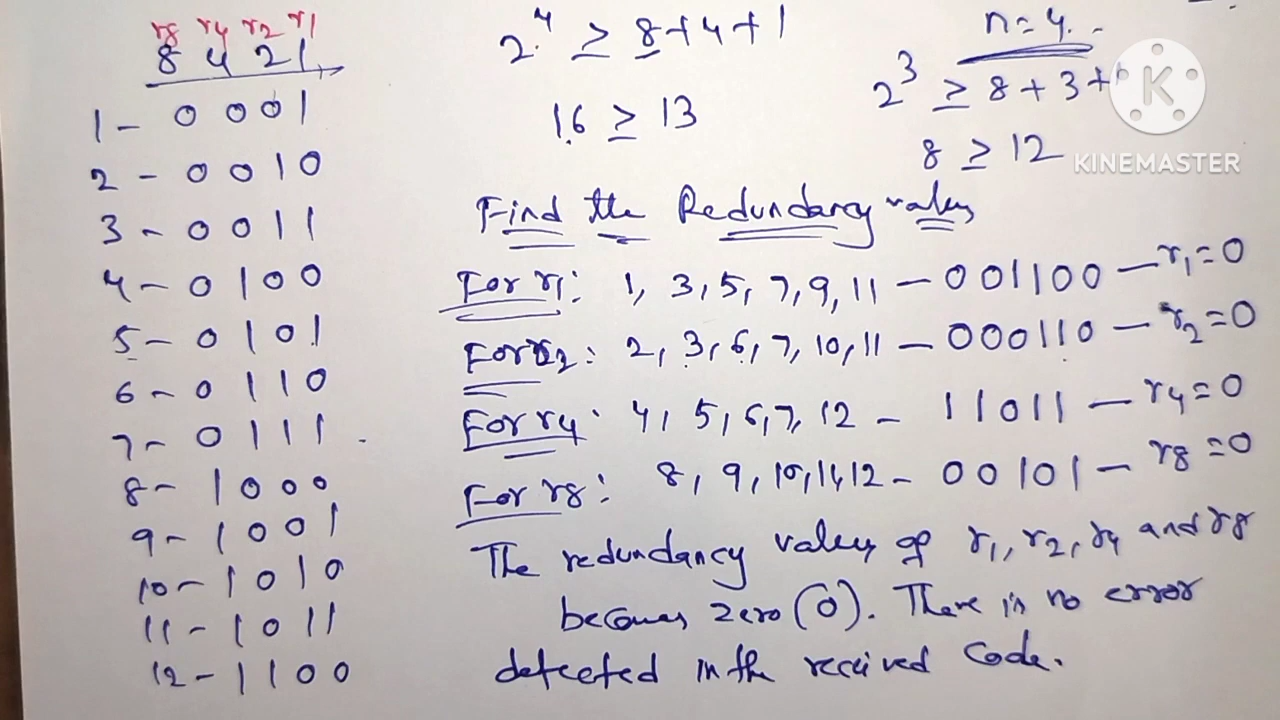 r8 r4 r2 r1
8 4 2 1
1 - 0 0 0 1
2 - 0 0 1 0
3 - 0 0 1 1
4 - 0 1 0 0
5 - 0 1 0 1
6 - 0 1 1 0
7 - 0 1 1 1
8 - 1 0 0 0
9 - 1 0 0 1
10 - 1 0 1 0
11 - 1 0 1 1
12 - 1 1 0 0
2^4 ≥ 8+4+1
16 ≥ 13
n=4
2^3 ≥ 8+3+1
8 ≥ 12
K
KINEMASTER
Find the Redundancy values
For r1: 1, 3, 5, 7, 9, 11 - 001100 - r1=0
For r2: 2, 3, 6, 7, 10, 11 - 000110 - r2=0
For r4: 4, 5, 6, 7, 12 - 11011 - r4=0
For r8: 8, 9, 10, 11, 12 - 00101 - r8=0
The redundancy values of r1, r2, r4 and r8
becomes zero (0). There is no error
detected in the received code.